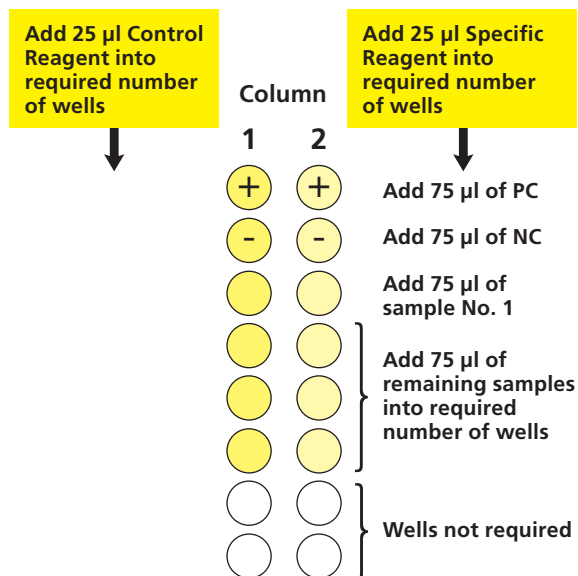 Add 25 µl Control
Reagent into
required number
of wells
Add 25 µl Specific
Reagent into
required number
of wells
Column
1 2
+ +
Add 75 µl of PC
- -
Add 75 µl of NC
Add 75 µl of
sample No. 1
Add 75 µl of
remaining samples
into required
number of wells
Wells not required